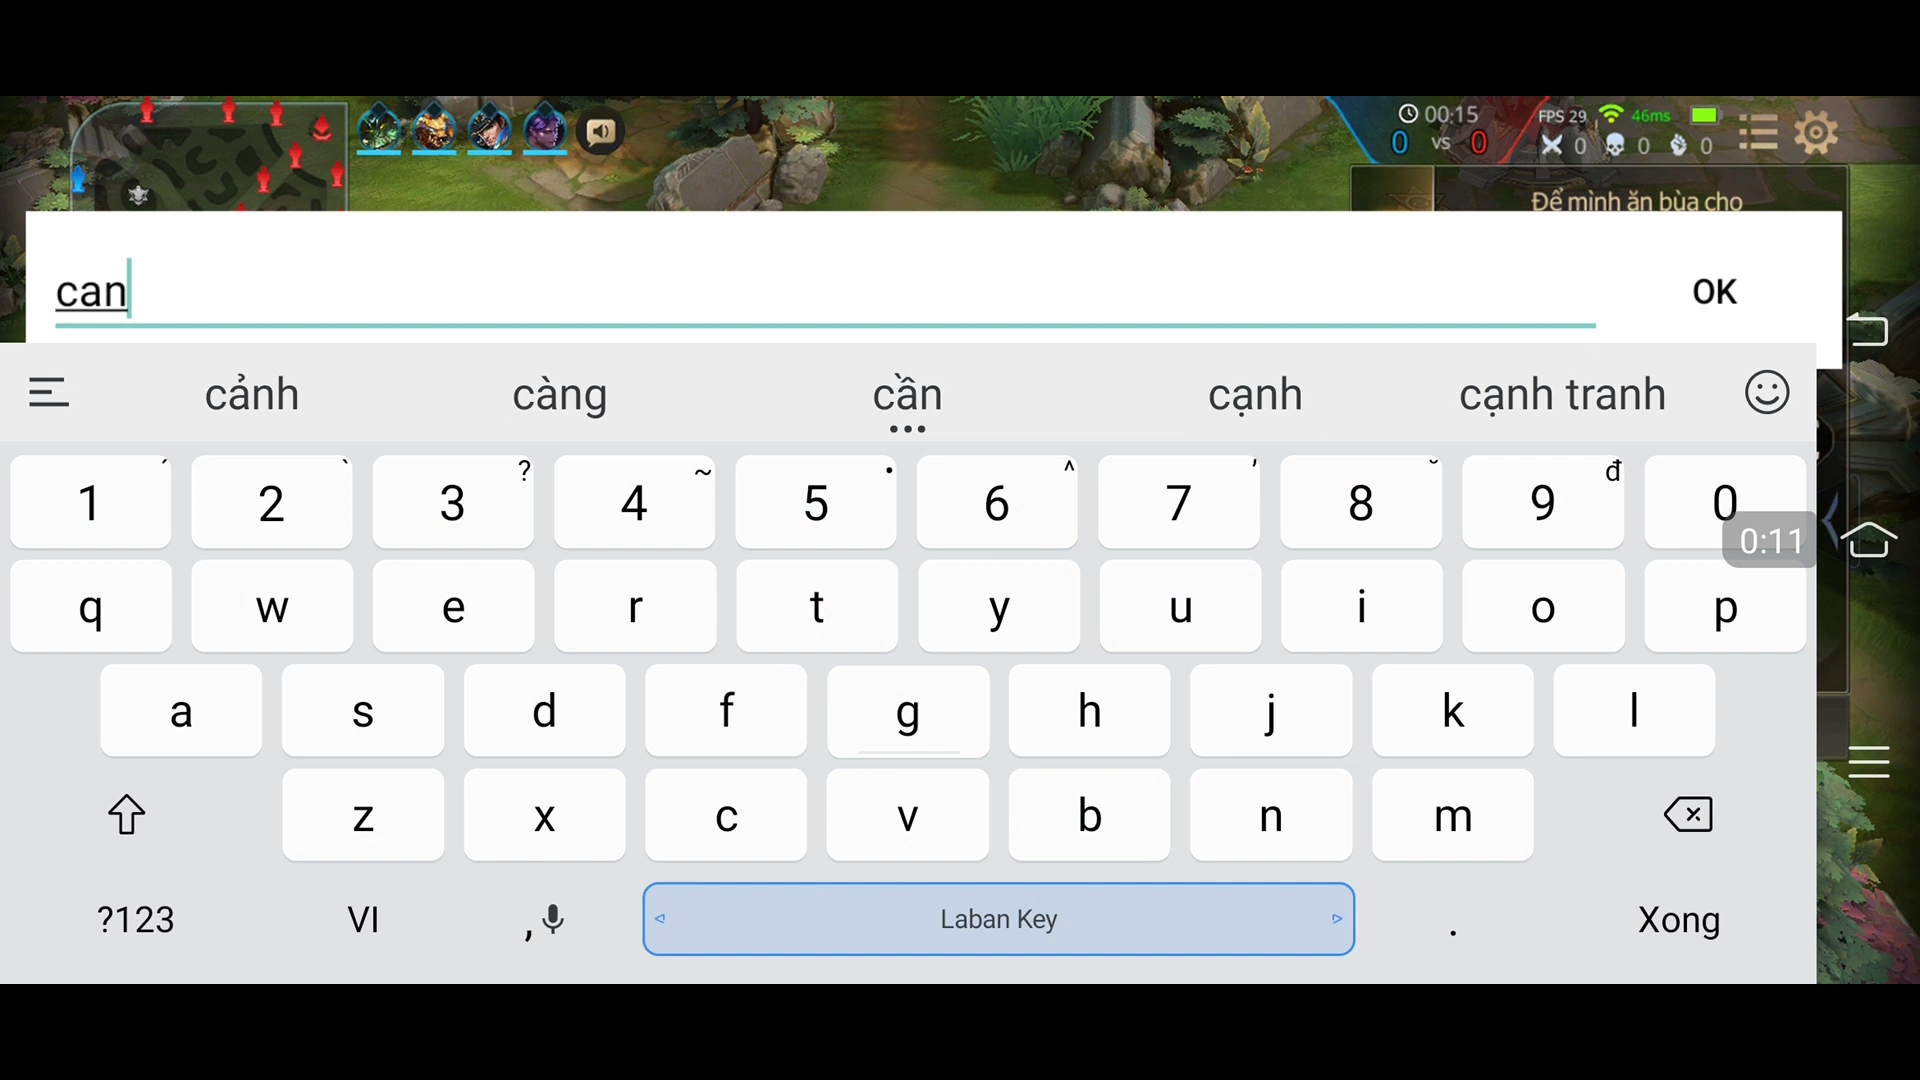 00:15
0 VS 0
FPS 29 46ms
0 0 0
Để mình ăn bùa cho
can
OK
cảnh càng cần cạnh cạnh tranh
1 2 3 4 5 6 7 8 9 0
´ ` ? ~ . ^ ' ˘ đ
0:11
q w e r t y u i o p
a s d f g h j k l
z x c v b n m
?123 VI , Laban Key . Xong